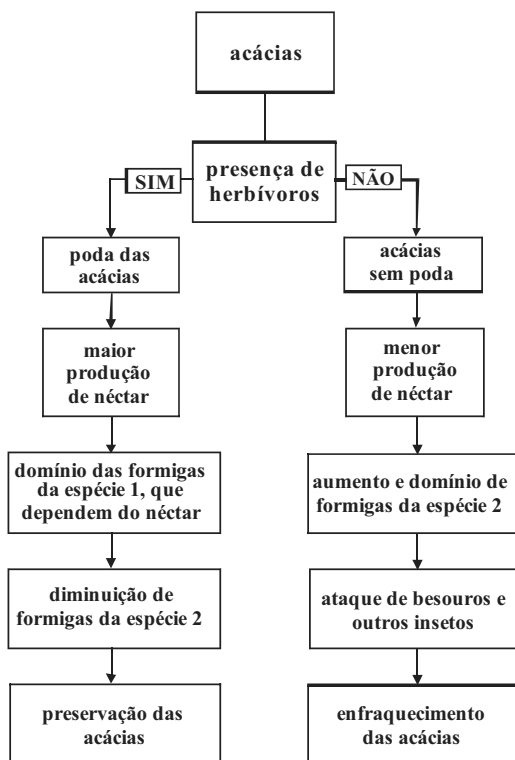 acácias
presença de
herbívoros
SIM
NÃO
poda das
acácias
acácias
sem poda
maior
produção
de néctar
menor
produção
de néctar
domínio das formigas
da espécie 1, que
dependem do néctar
aumento e domínio de
formigas da espécie 2
diminuição de
formigas da espécie 2
ataque de besouros e
outros insetos
preservação das
acácias
enfraquecimento
das acácias